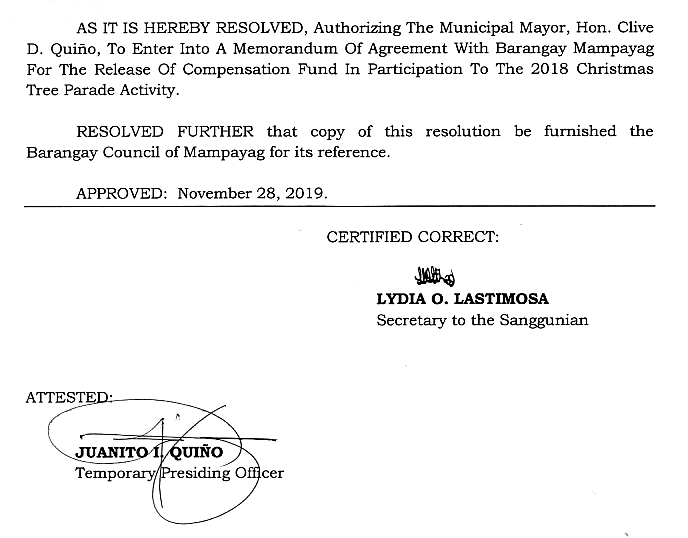 AS IT IS HEREBY RESOLVED, Authorizing The Municipal Mayor, Hon. Clive
D. Quiño, To Enter Into A Memorandum Of Agreement With Barangay Mampayag
For The Release Of Compensation Fund In Participation To The 2018 Christmas
Tree Parade Activity.
RESOLVED FURTHER that copy of this resolution be furnished the
Barangay Council of Mampayag for its reference.
APPROVED: November 28, 2019.
CERTIFIED CORRECT:
LYDIA O. LASTIMOSA
Secretary to the Sanggunian
ATTESTED:
JUANITO I. QUIÑO
Temporary Presiding Officer